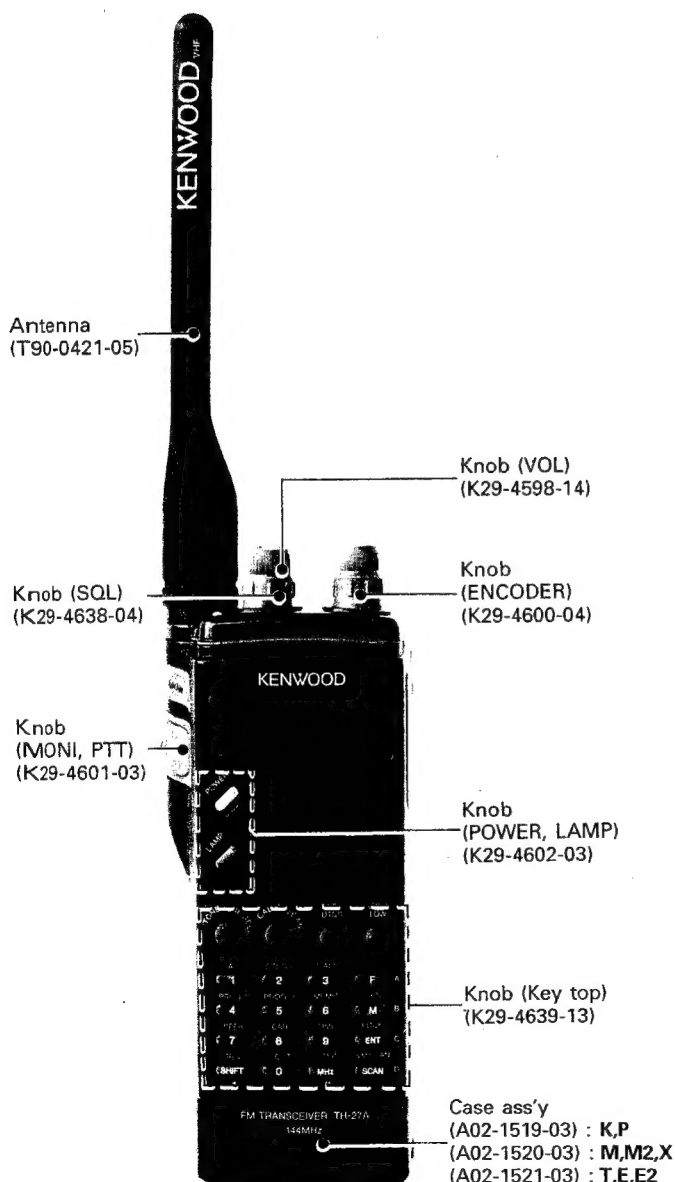 KENWOOD VHF
Antenna
(T90-0421-05)
Knob (VOL)
(K29-4598-14)
Knob (SQL)
(K29-4638-04)
Knob
(ENCODER)
(K29-4600-04)
KENWOOD
Knob
(MONI, PTT)
(K29-4601-03)
POWER
LAMP
Knob
(POWER, LAMP)
(K29-4602-03)
LOW
1 2 3 F A
4 5 6 M B
7 8 9 ENT C
SHIFT 0 MHz SCAN D
Knob (Key top)
(K29-4639-13)
FM TRANSCEIVER TH-27A
144MHz
Case ass'y
(A02-1519-03) : K,P
(A02-1520-03) : M,M2,X
(A02-1521-03) : T,E,E2